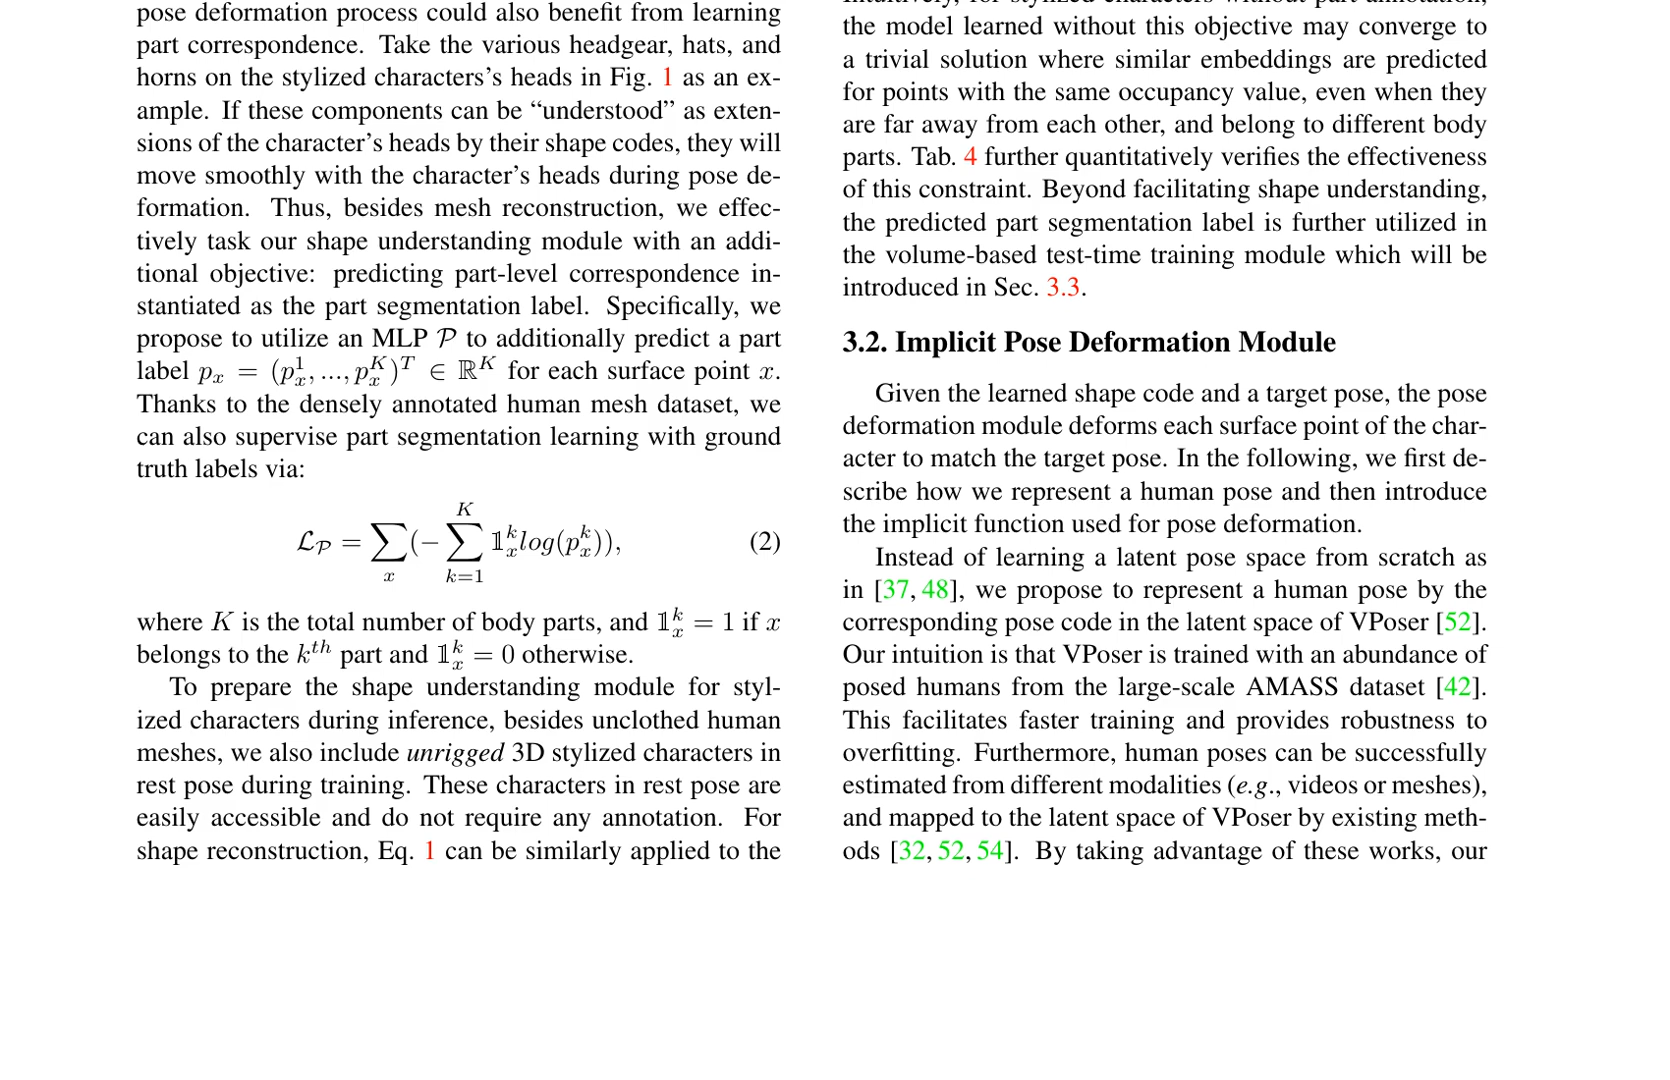 pose deformation process could also benefit from learning
part correspondence. Take the various headgear, hats, and
horns on the stylized characters's heads in Fig. 1 as an ex-
ample. If these components can be “understood” as exten-
sions of the character's heads by their shape codes, they will
move smoothly with the character's heads during pose de-
formation. Thus, besides mesh reconstruction, we effec-
tively task our shape understanding module with an addi-
tional objective: predicting part-level correspondence in-
stantiated as the part segmentation label. Specifically, we
propose to utilize an MLP 𝒫 to additionally predict a part
label pₓ = (pₓ¹, ..., pₓᴷ)ᵀ ∈ ℝᴷ for each surface point x.
Thanks to the densely annotated human mesh dataset, we
can also supervise part segmentation learning with ground
truth labels via:
ℒ_𝒫 = ∑_x (− ∑_{k=1}^{K} 𝟙ₓᵏ log(pₓᵏ)), (2)
where K is the total number of body parts, and 𝟙ₓᵏ = 1 if x
belongs to the kᵗʰ part and 𝟙ₓᵏ = 0 otherwise.
To prepare the shape understanding module for styl-
ized characters during inference, besides unclothed human
meshes, we also include unrigged 3D stylized characters in
rest pose during training. These characters in rest pose are
easily accessible and do not require any annotation. For
shape reconstruction, Eq. 1 can be similarly applied to the
Intuitively, for stylized characters without part annotation,
the model learned without this objective may converge to
a trivial solution where similar embeddings are predicted
for points with the same occupancy value, even when they
are far away from each other, and belong to different body
parts. Tab. 4 further quantitatively verifies the effectiveness
of this constraint. Beyond facilitating shape understanding,
the predicted part segmentation label is further utilized in
the volume-based test-time training module which will be
introduced in Sec. 3.3.
3.2. Implicit Pose Deformation Module
Given the learned shape code and a target pose, the pose
deformation module deforms each surface point of the char-
acter to match the target pose. In the following, we first de-
scribe how we represent a human pose and then introduce
the implicit function used for pose deformation.
Instead of learning a latent pose space from scratch as
in [37, 48], we propose to represent a human pose by the
corresponding pose code in the latent space of VPoser [52].
Our intuition is that VPoser is trained with an abundance of
posed humans from the large-scale AMASS dataset [42].
This facilitates faster training and provides robustness to
overfitting. Furthermore, human poses can be successfully
estimated from different modalities (e.g., videos or meshes),
and mapped to the latent space of VPoser by existing meth-
ods [32, 52, 54]. By taking advantage of these works, our